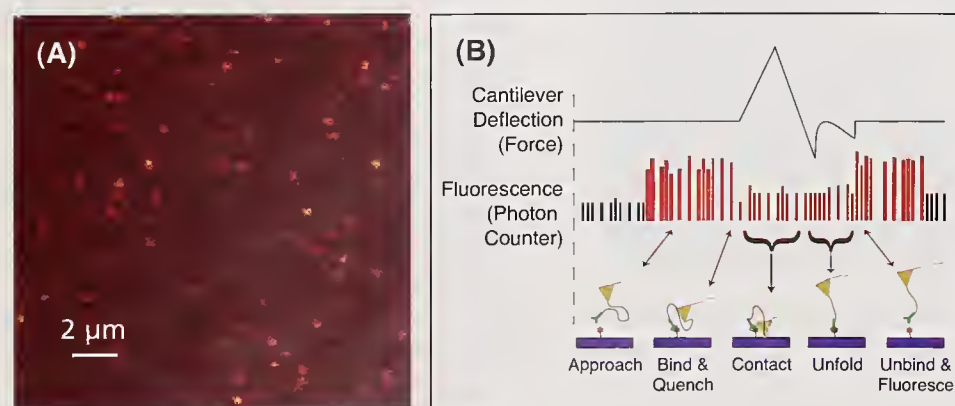 (A)
2 µm
(B)
Cantilever
Deflection
(Force)
Fluorescence
(Photon
Counter)
Approach
Bind &
Quench
Contact
Unfold
Unbind &
Fluoresce